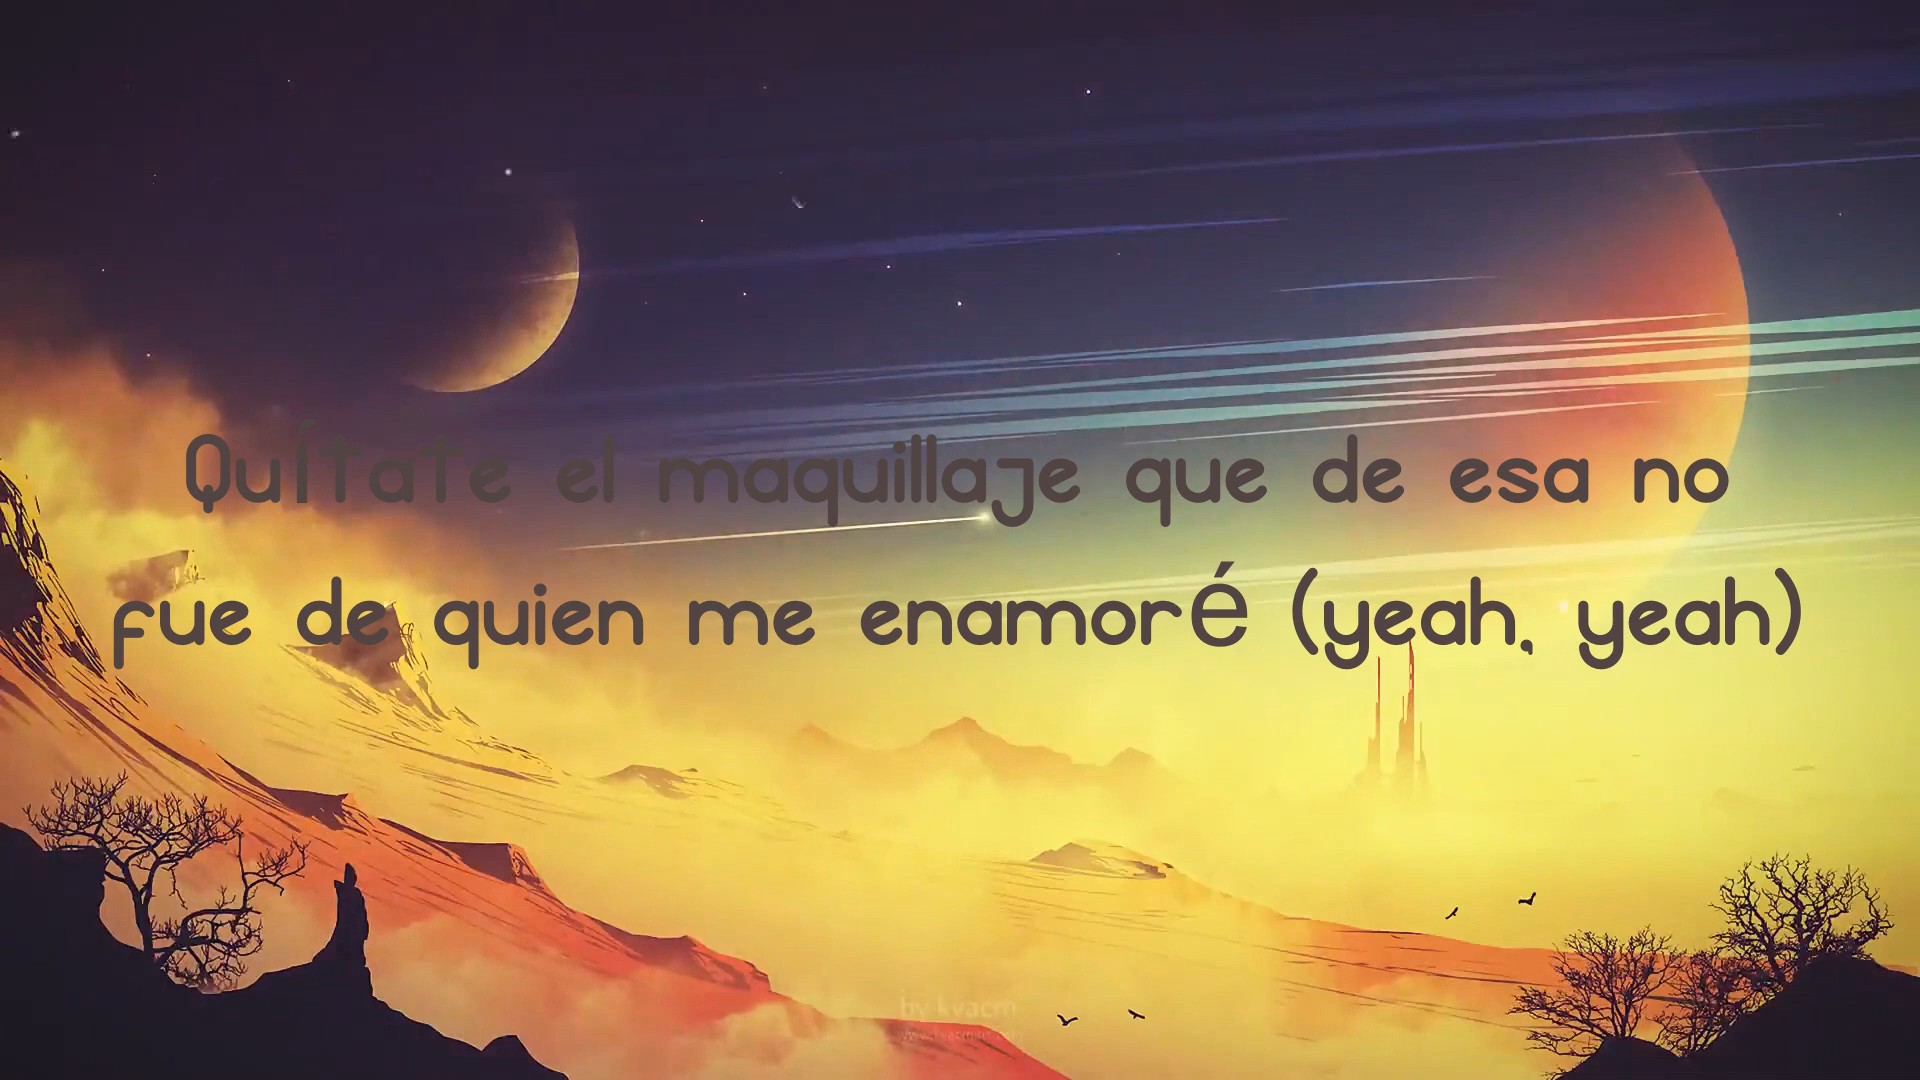 Quítate el maquillaje que de esa no
fue de quien me enamoré (yeah, yeah)
by kvacm